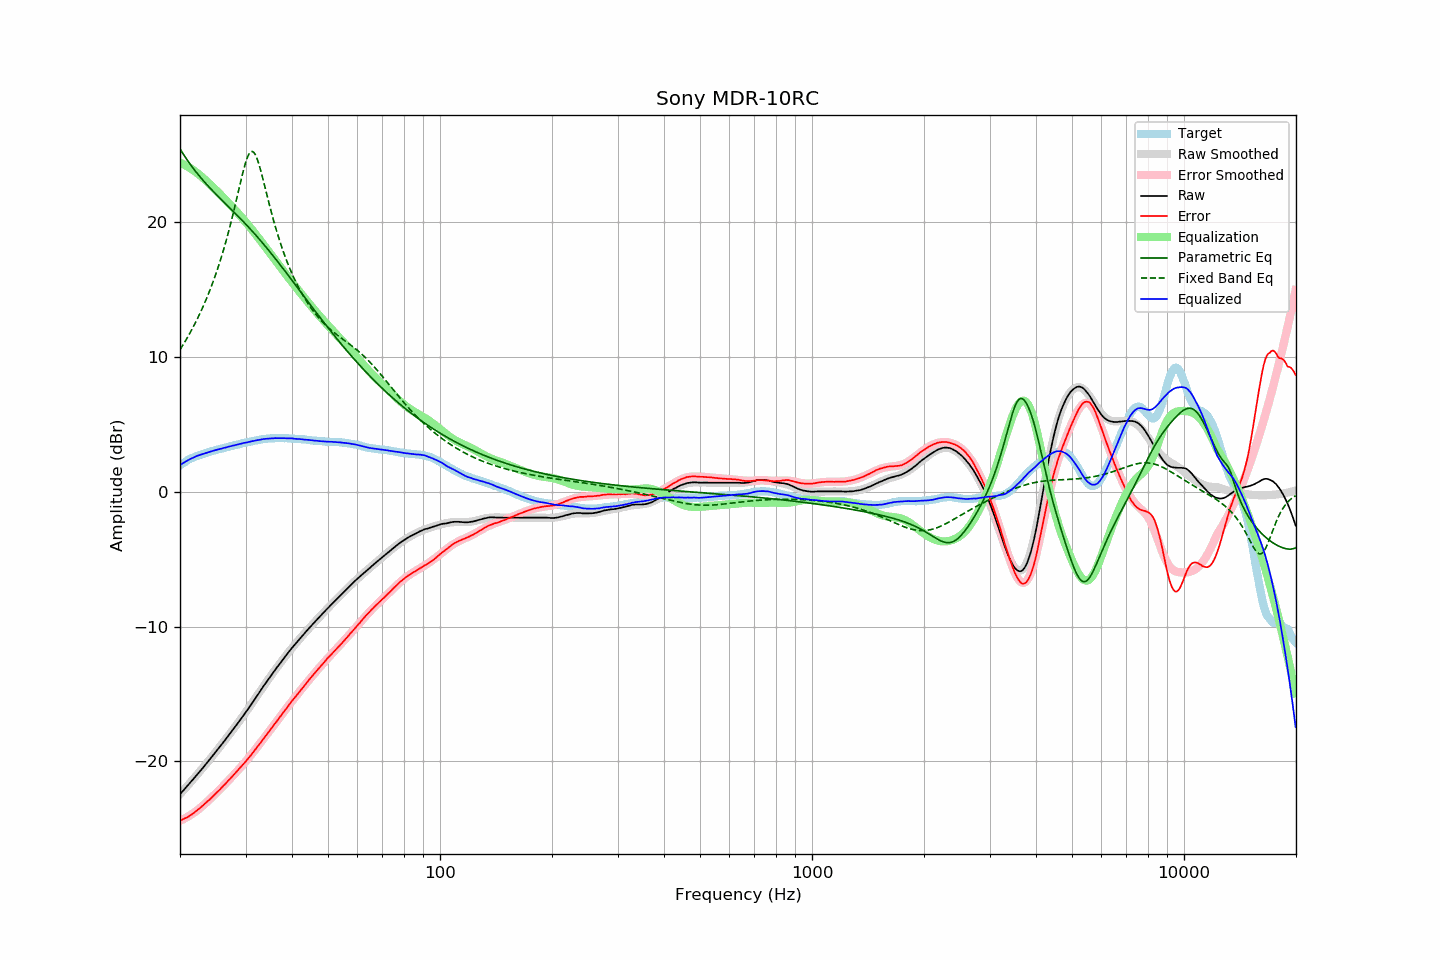 Sony MDR-10RC
Target
Raw Smoothed
Error Smoothed
Raw
Error
Equalization
Parametric Eq
Fixed Band Eq
Equalized
Amplitude (dBr)
20
10
0
−10
−20
100
1000
10000
Frequency (Hz)